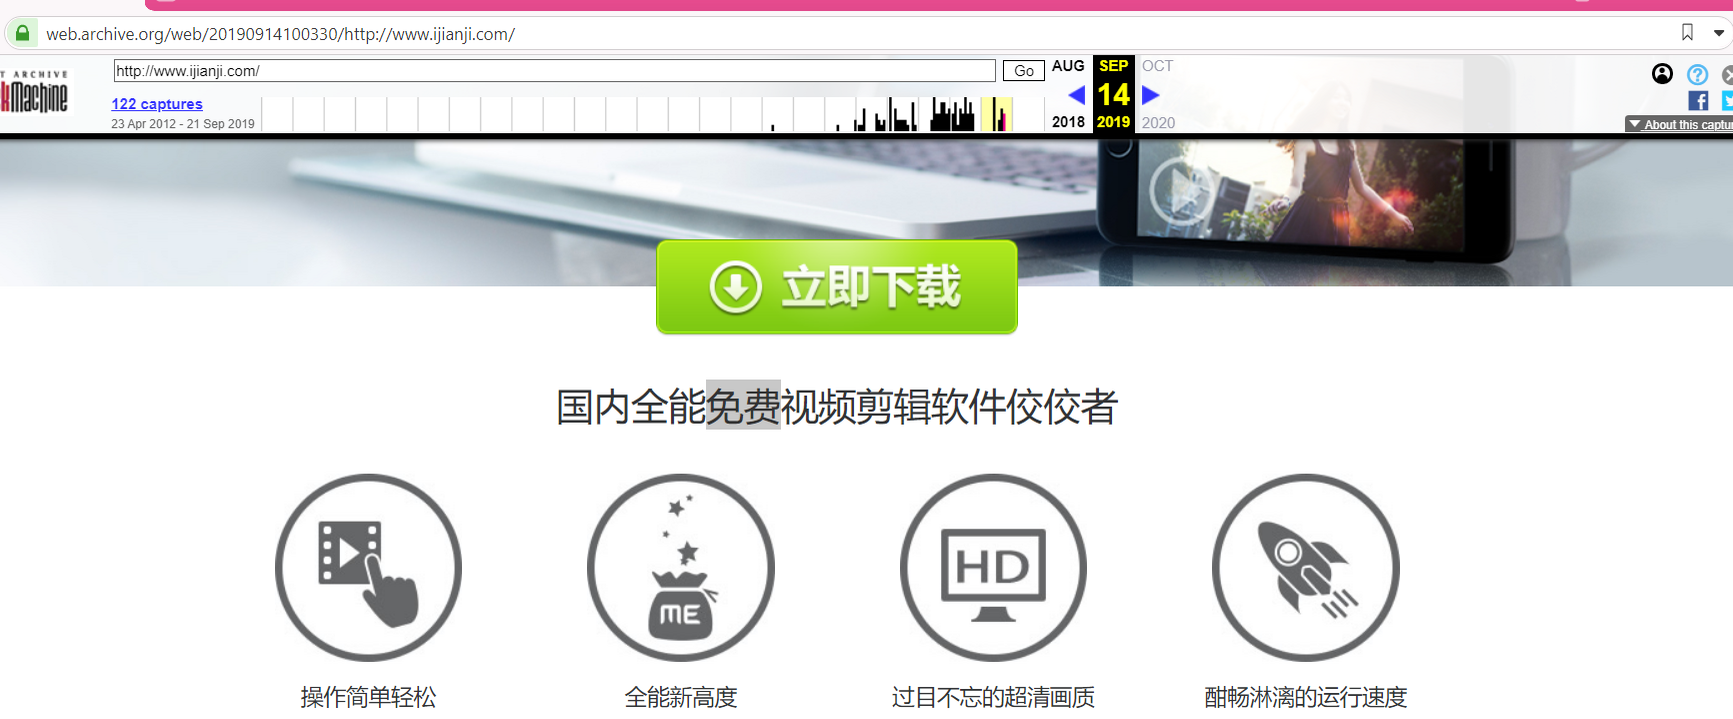 web.archive.org/web/20190914100330/http://www.ijianji.com/
T ARCHIVE
kMachine
http://www.ijianji.com/
Go
AUG
SEP
OCT
122 captures
14
23 Apr 2012 - 21 Sep 2019
2018
2019
2020
About this captu
立即下载
国内全能免费视频剪辑软件佼佼者
ME
HD
操作简单轻松
全能新高度
过目不忘的超清画质
酣畅淋漓的运行速度